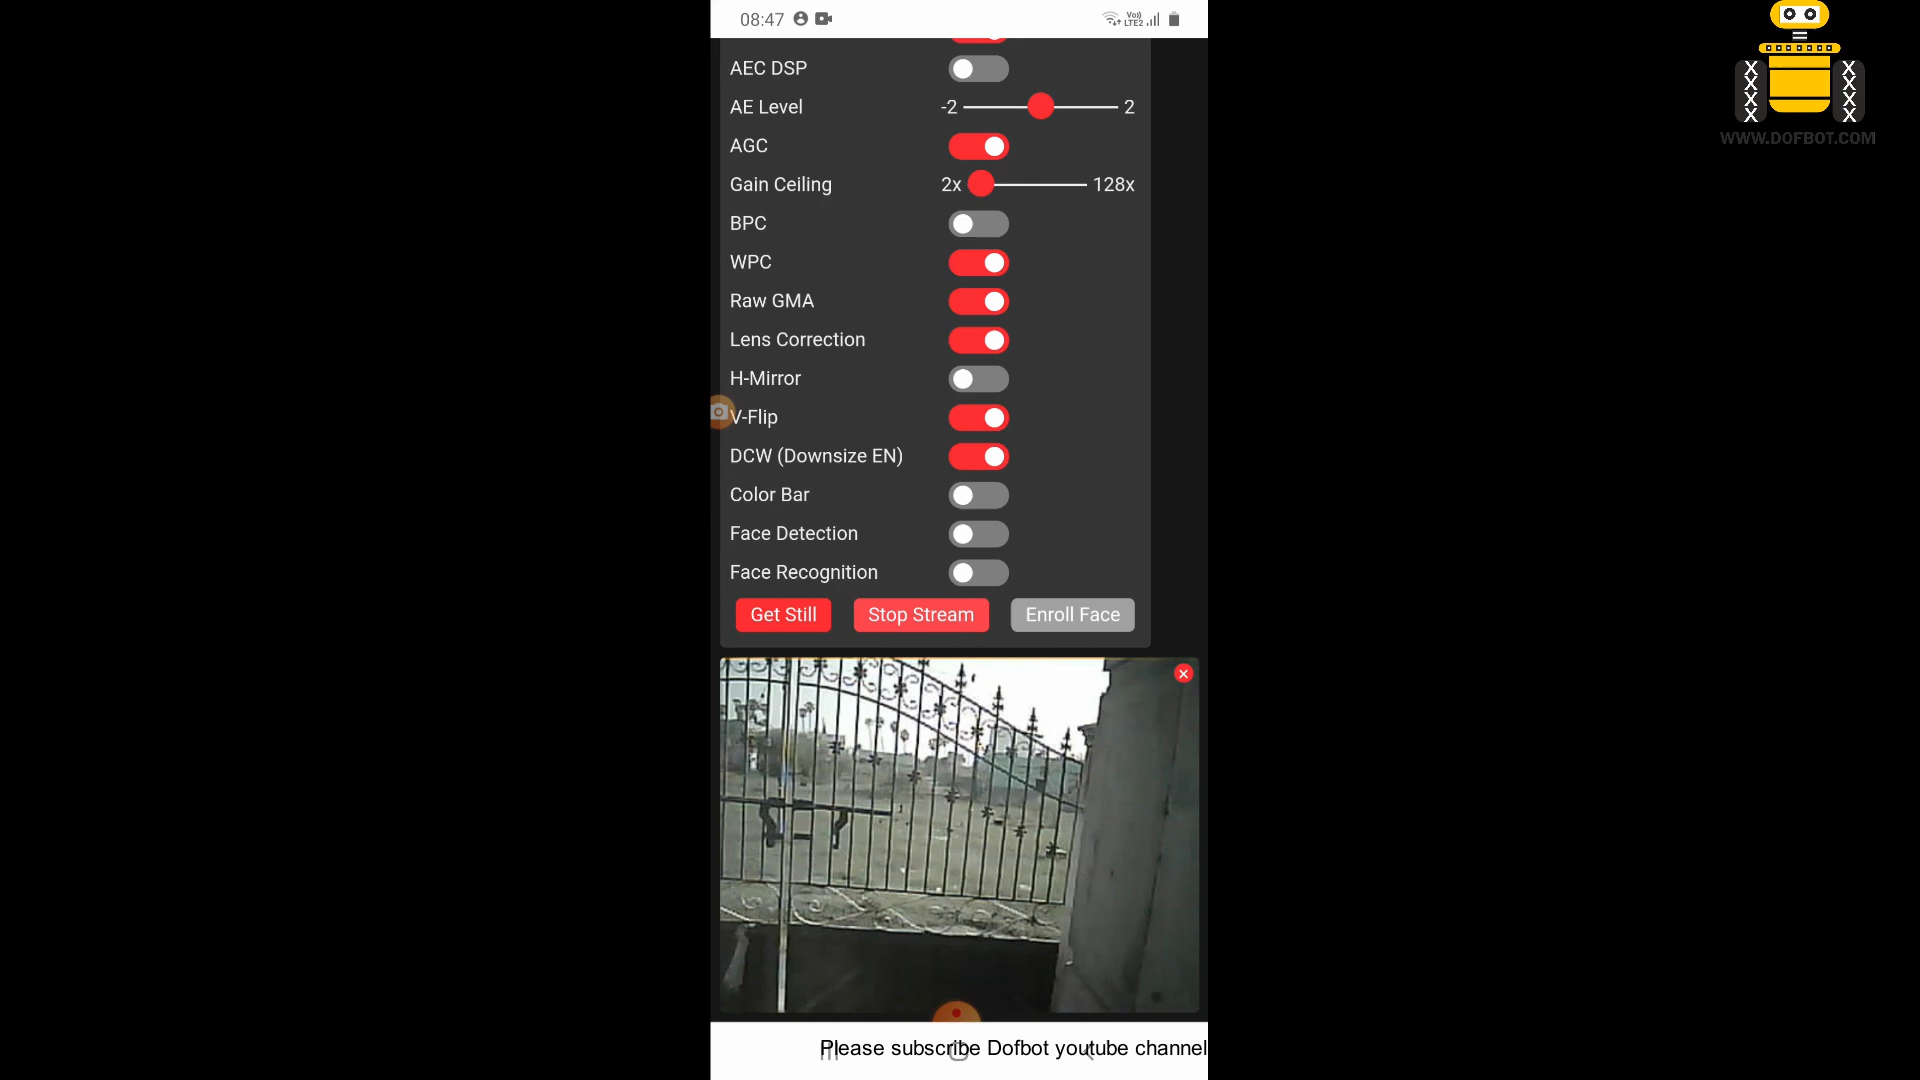 08:47
Vo))
LTE2
AEC DSP
AE Level -2 2
AGC
Gain Ceiling 2x 128x
BPC
WPC
Raw GMA
Lens Correction
H-Mirror
V-Flip
DCW (Downsize EN)
Color Bar
Face Detection
Face Recognition
Get Still Stop Stream Enroll Face
Please subscribe Dofbot youtube channel
X X
X X
X X
X X
WWW.DOFBOT.COM